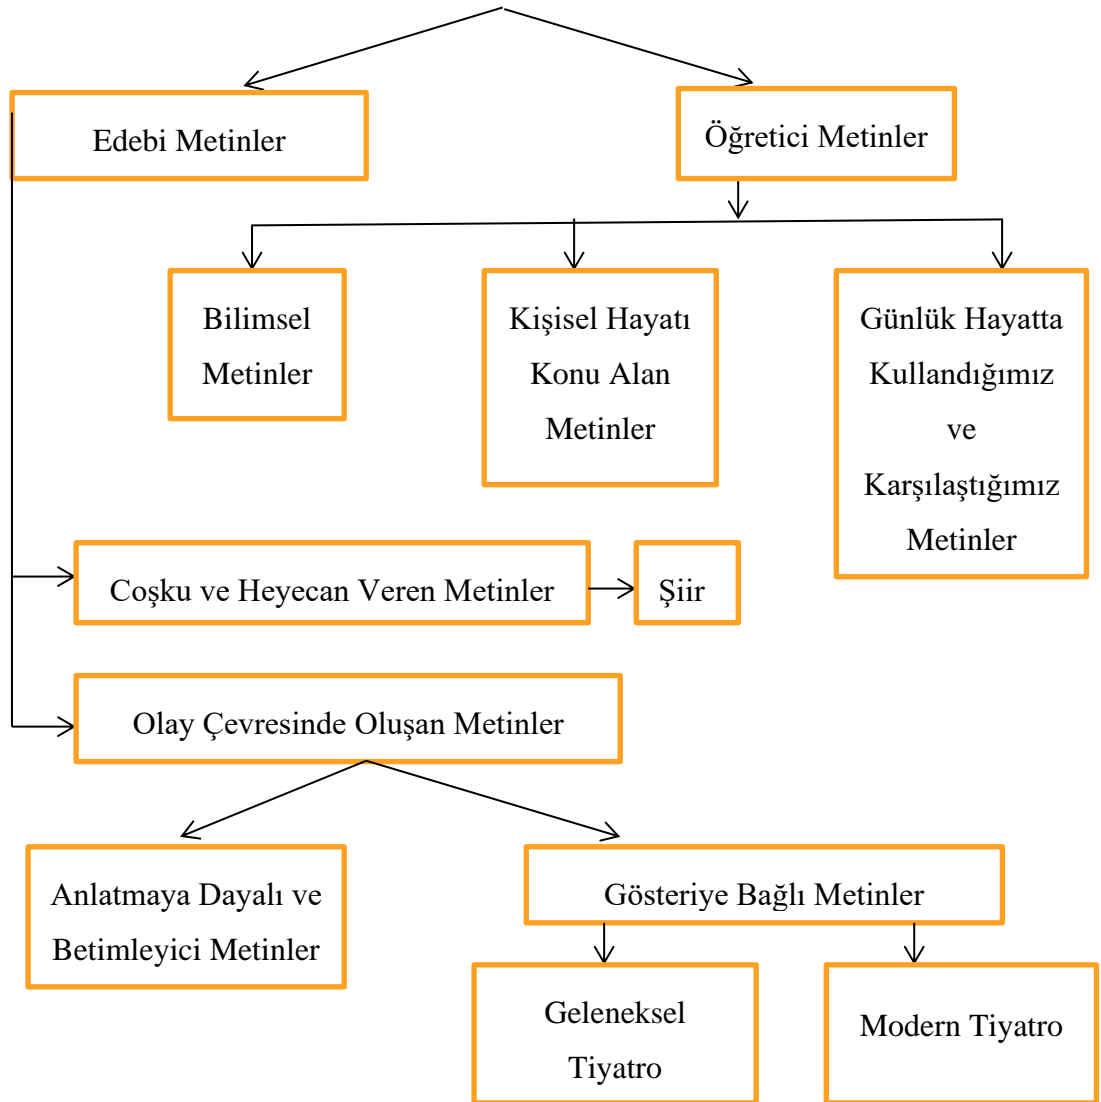 Edebi Metinler
Öğretici Metinler
Bilimsel
Metinler
Kişisel Hayatı
Konu Alan
Metinler
Günlük Hayatta
Kullandığımız
ve
Karşılaştığımız
Metinler
Coşku ve Heyecan Veren Metinler
Şiir
Olay Çevresinde Oluşan Metinler
Anlatmaya Dayalı ve
Betimleyici Metinler
Gösteriye Bağlı Metinler
Geleneksel
Tiyatro
Modern Tiyatro